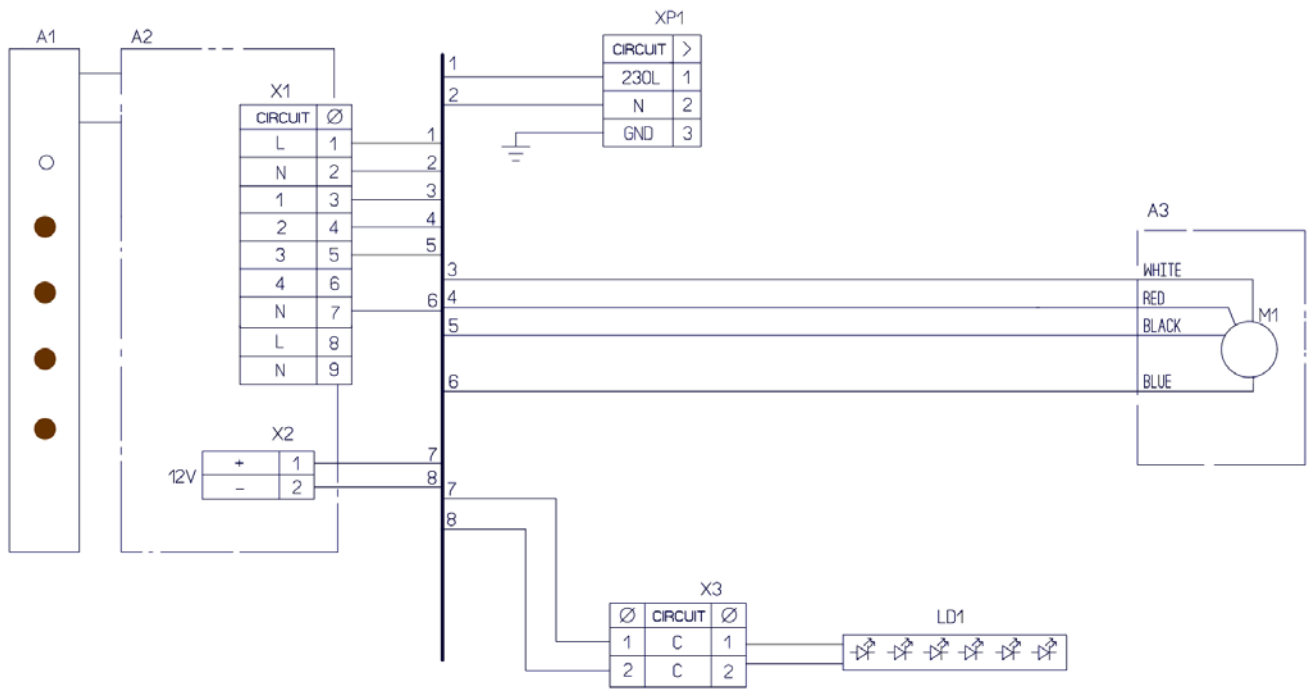 A1
A2
XP1
CIRCUIT >
230L 1
N 2
GND 3
1
2
X1
CIRCUIT Ø
L 1
N 2
1 3
2 4
3 5
4 6
N 7
L 8
N 9
1
2
3
4
5
6
3
4
5
6
A3
WHITE
RED
BLACK
BLUE
M1
X2
12V
+ 1
- 2
7
8
7
8
X3
Ø CIRCUIT Ø
1 C 1
2 C 2
LD1